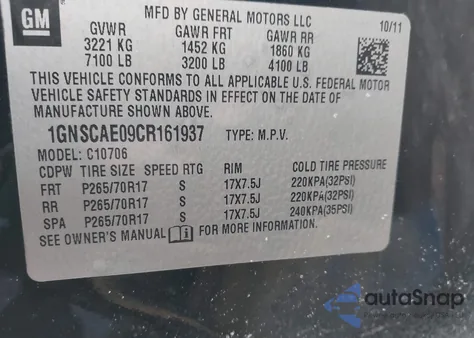 GM
MFD BY GENERAL MOTORS LLC 10/11
GVWR GAWR FRT GAWR RR
3221 KG 1452 KG 1860 KG
7100 LB 3200 LB 4100 LB
THIS VEHICLE CONFORMS TO ALL APPLICABLE U.S. FEDERAL MOTOR
VEHICLE SAFETY STANDARDS IN EFFECT ON THE DATE OF
MANUFACTURE SHOWN ABOVE.
1GNSCAE09CR161937 TYPE: M.P.V.
MODEL: C10706
CDPW TIRE SIZE SPEED RTG RIM COLD TIRE PRESSURE
FRT P265/70R17 S 17X7.5J 220KPA(32PSI)
RR P265/70R17 S 17X7.5J 220KPA(32PSI)
SPA P265/70R17 S 17X7.5J 240KPA(35PSI)
SEE OWNER'S MANUAL FOR MORE INFORMATION.
autoSnap